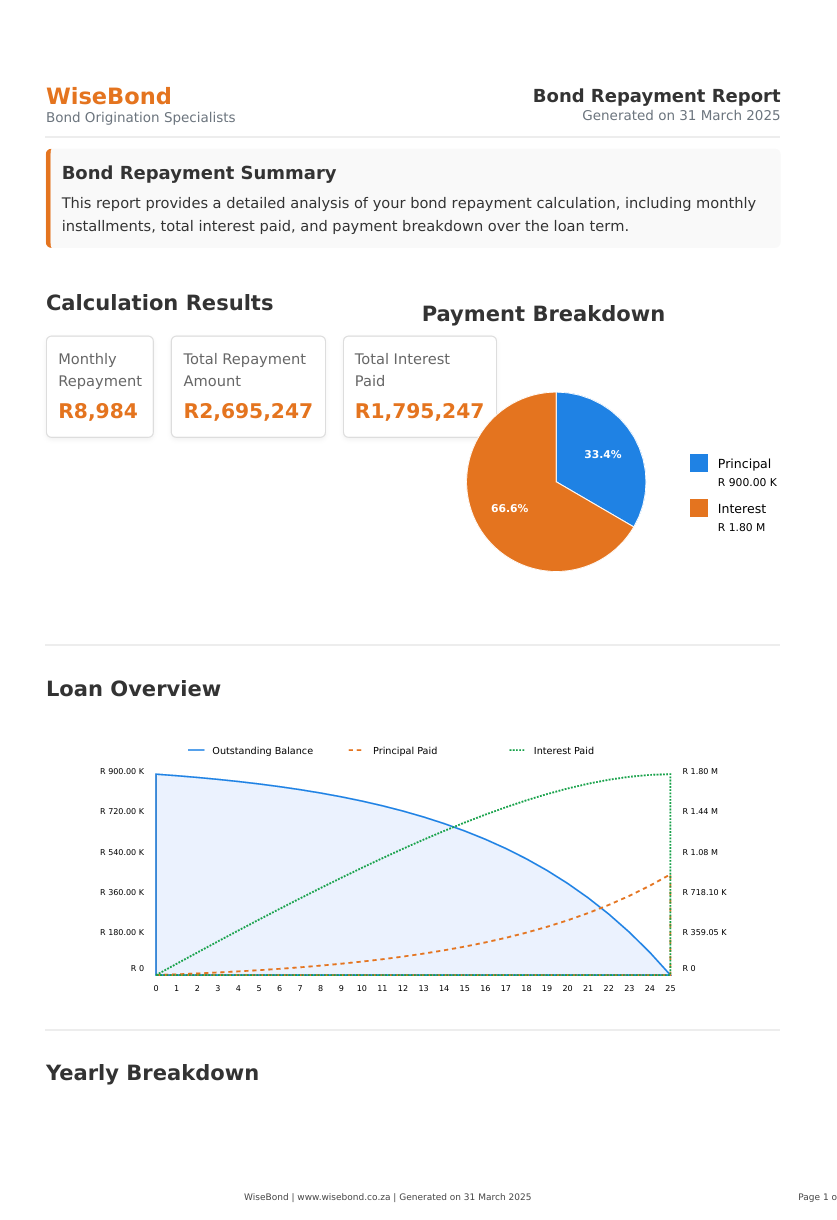 WiseBond
Bond Origination Specialists
Bond Repayment Report
Generated on 31 March 2025
Bond Repayment Summary
This report provides a detailed analysis of your bond repayment calculation, including monthly
installments, total interest paid, and payment breakdown over the loan term.
Calculation Results
Monthly
Repayment
R8,984
Total Repayment
Amount
R2,695,247
Total Interest
Paid
R1,795,247
Payment Breakdown
33.4%
66.6%
Principal
R 900.00 K
Interest
R 1.80 M
Loan Overview
Outstanding Balance Principal Paid Interest Paid
R 900.00 K
R 720.00 K
R 540.00 K
R 360.00 K
R 180.00 K
R 0
R 1.80 M
R 1.44 M
R 1.08 M
R 718.10 K
R 359.05 K
R 0
0 1 2 3 4 5 6 7 8 9 10 11 12 13 14 15 16 17 18 19 20 21 22 23 24 25
Yearly Breakdown
WiseBond | www.wisebond.co.za | Generated on 31 March 2025
Page 1 o